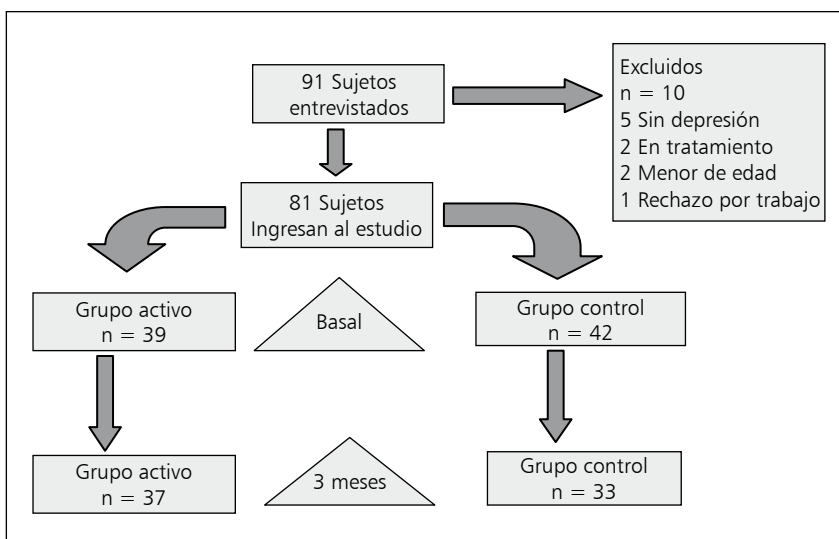 91 Sujetos
entrevistados
Excluidos
n = 10
5 Sin depresión
2 En tratamiento
2 Menor de edad
1 Rechazo por trabajo
81 Sujetos
Ingresan al estudio
Grupo activo
n = 39
Basal
Grupo control
n = 42
Grupo activo
n = 37
3 meses
Grupo control
n = 33